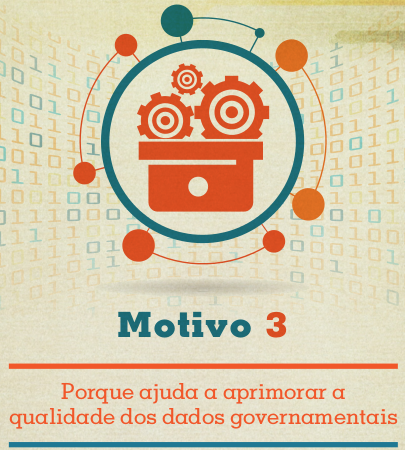 Motivo 3
Porque ajuda a aprimorar a
qualidade dos dados governamentais